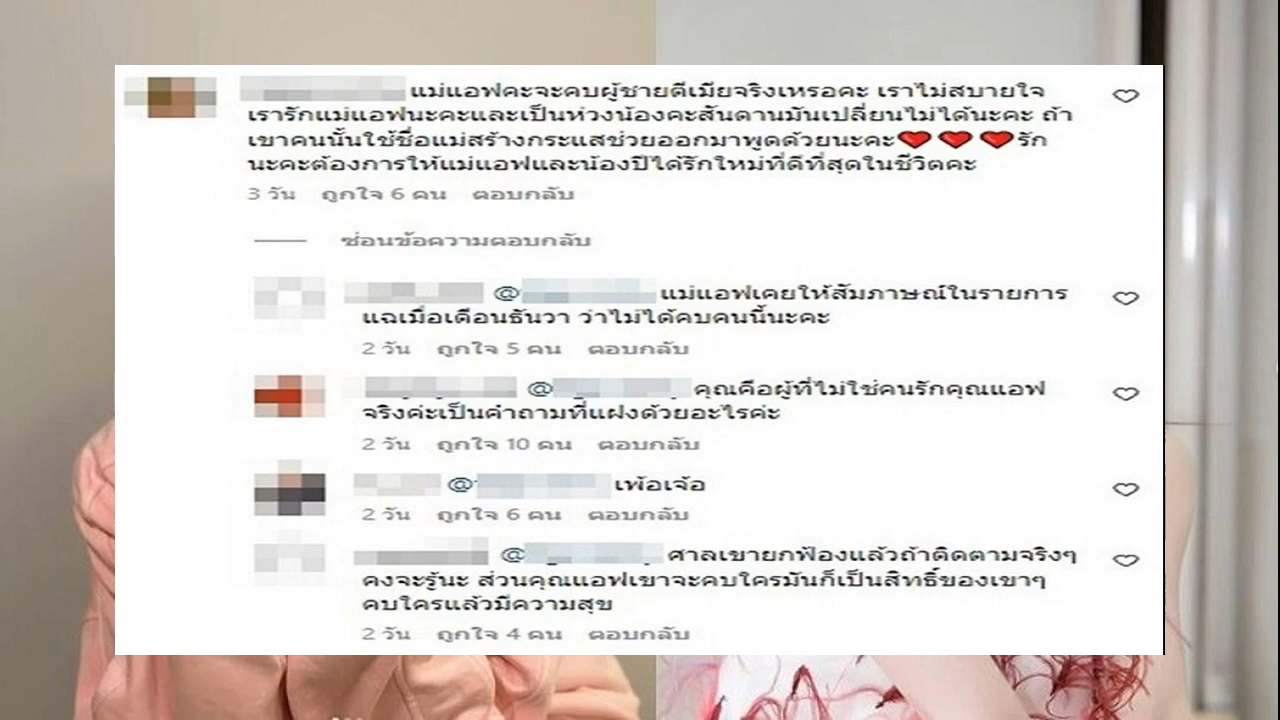 แม่แอฟคะจะคบผู้ชายตีเมียจริงเหรอคะ เราไม่สบายใจ
เรารักแม่แอฟนะคะและเป็นห่วงน้องคะสันดานมันเปลี่ยนไม่ได้นะคะ ถ้า
เขาคนนั้นใช้ชื่อแม่สร้างกระแสช่วยออกมาพูดด้วยนะคะ❤❤❤รัก
นะคะต้องการให้แม่แอฟและน้องปีได้รักใหม่ที่ดีที่สุดในชีวิตคะ
3 วัน ถูกใจ 6 คน ตอบกลับ
ซ่อนข้อความตอบกลับ
@ แม่แอฟเคยให้สัมภาษณ์ในรายการ
แฉเมื่อเดือนธันวา ว่าไม่ได้คบคนนี้นะคะ
2 วัน ถูกใจ 5 คน ตอบกลับ
@ คุณคือผู้ที่ไม่ใช่คนรักคุณแอฟ
จริงค่ะเป็นคำถามที่แฝงด้วยอะไรค่ะ
2 วัน ถูกใจ 10 คน ตอบกลับ
@ เพ้อเจ้อ
2 วัน ถูกใจ 6 คน ตอบกลับ
@ ศาลเขายกฟ้องแล้วถ้าติดตามจริงๆ
คงจะรู้นะ ส่วนคุณแอฟเขาจะคบใครมันก็เป็นสิทธิ์ของเขาๆ
คบใครแล้วมีความสุข
2 วัน ถูกใจ 4 คน ตอบกลับ